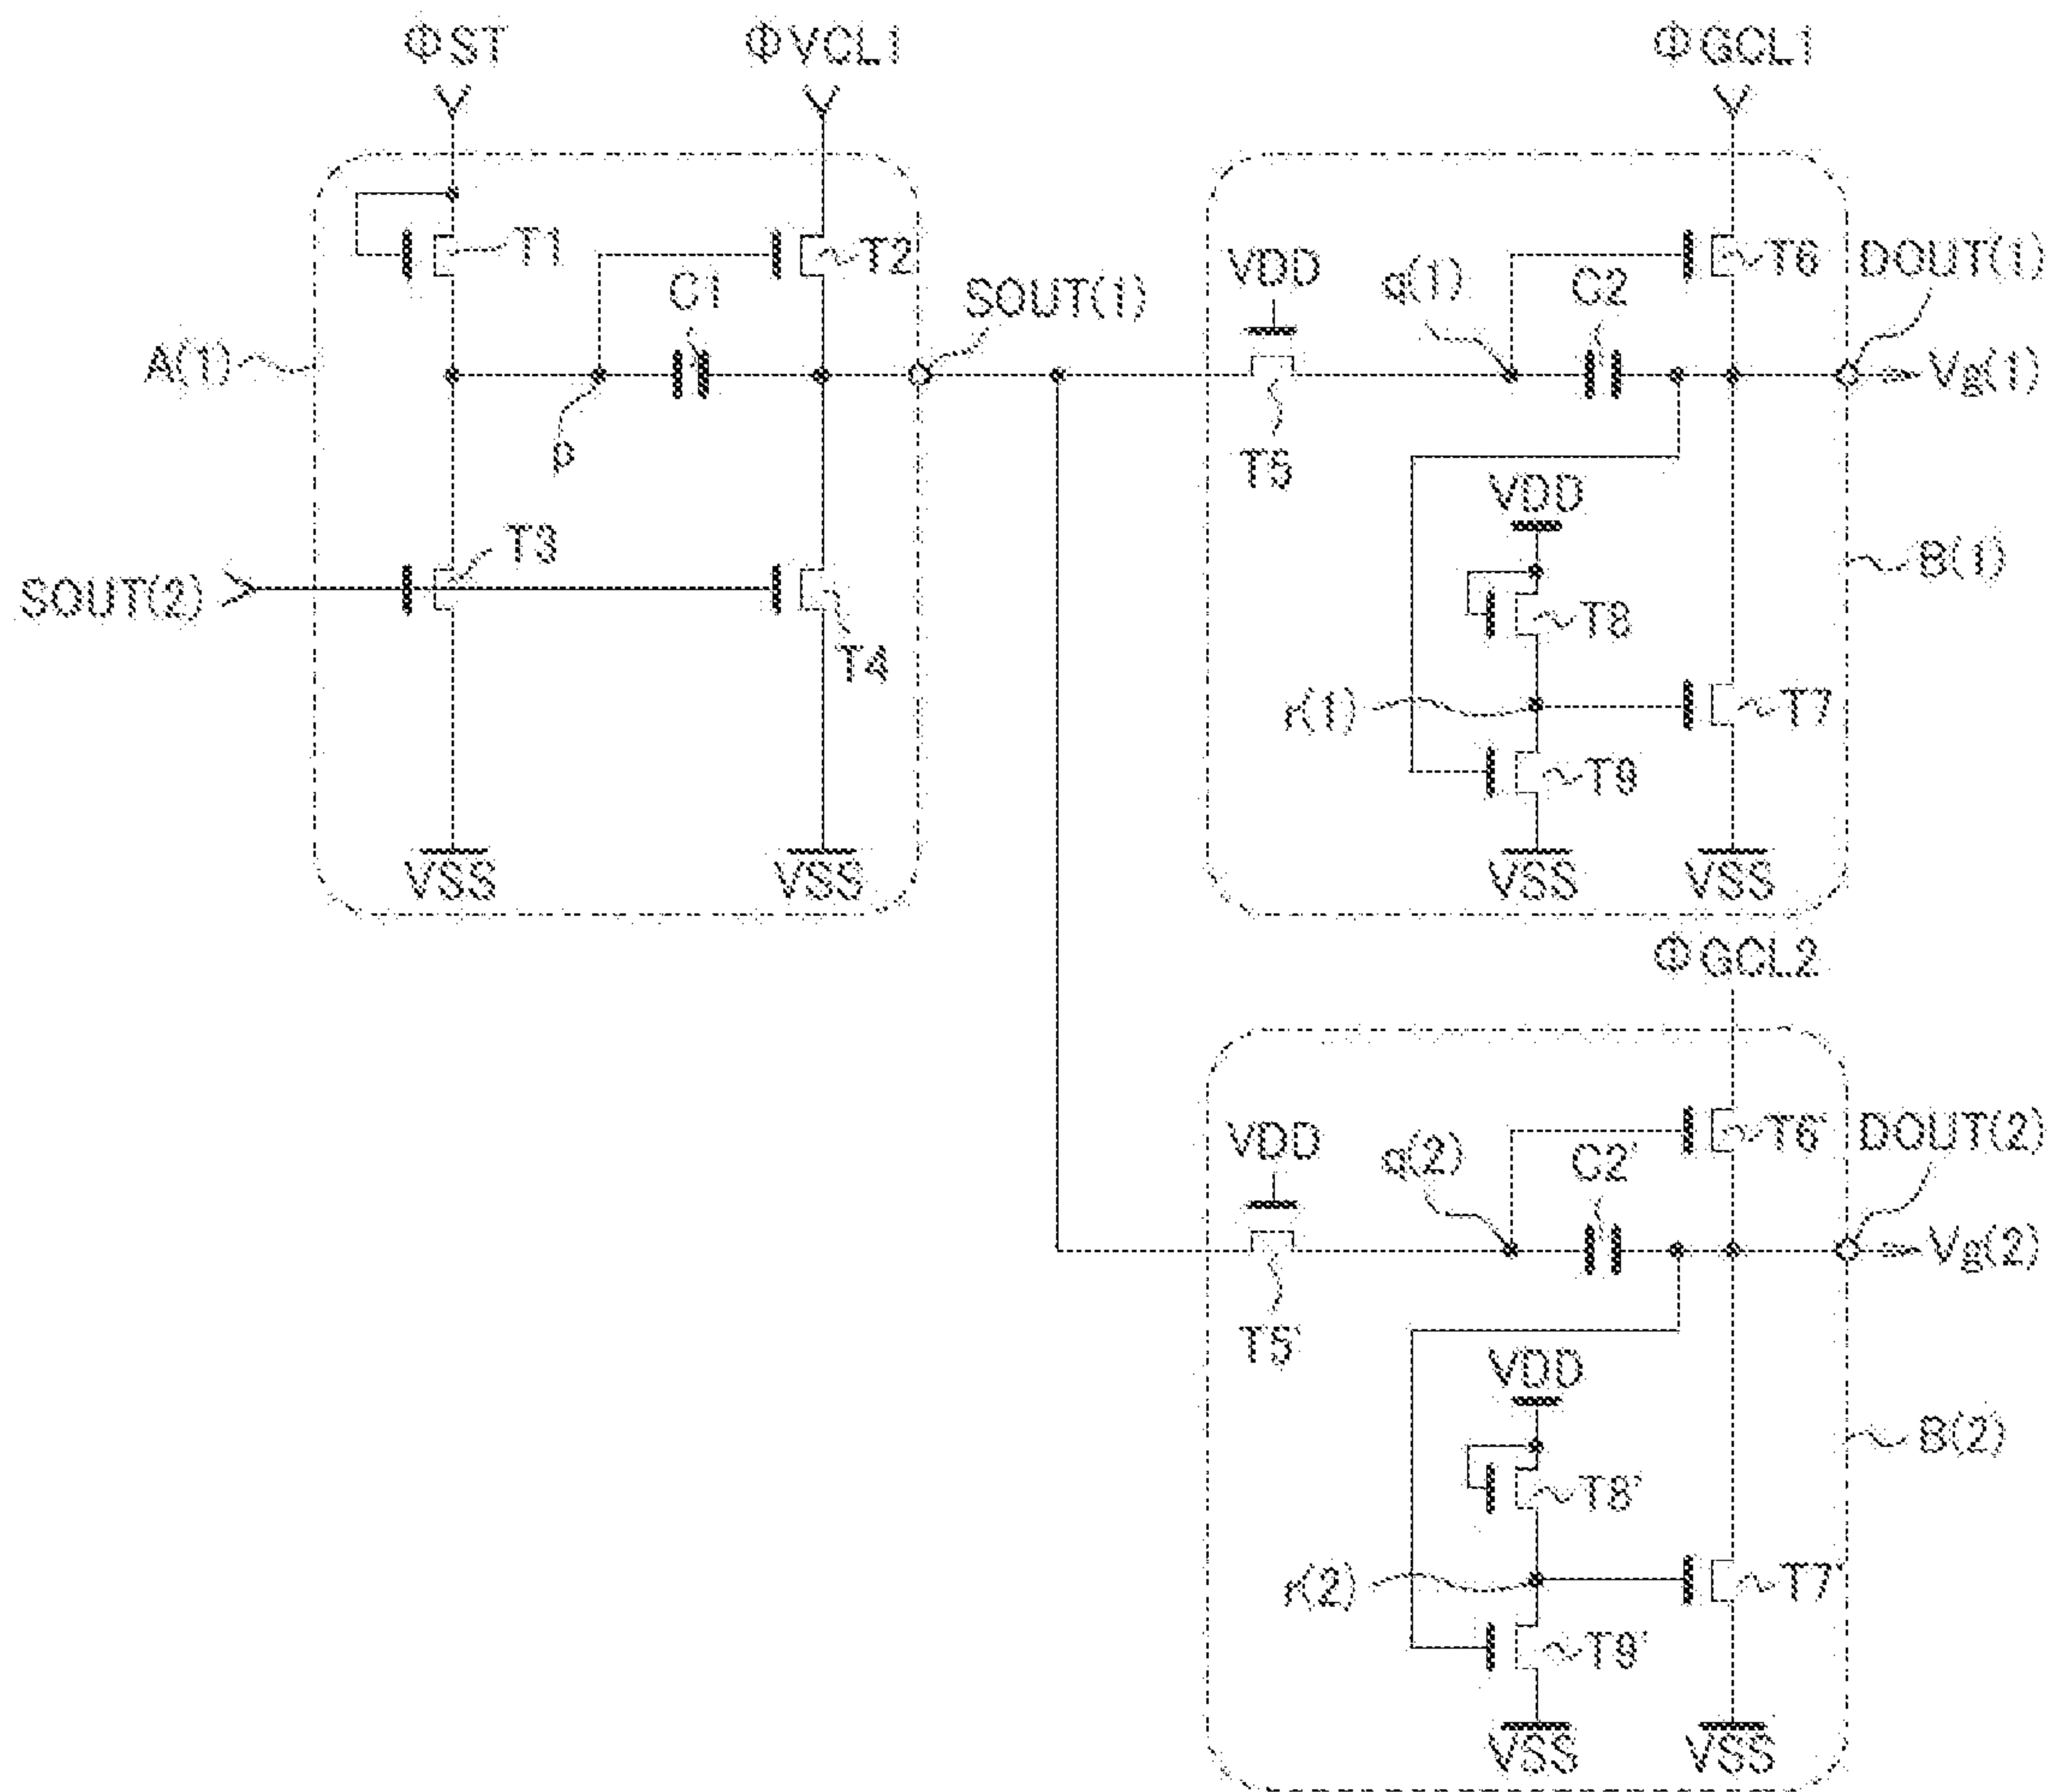 ΦST
ΦVCL1
ΦGCL1
T1
T2
C1
SOUT(1)
A(1)
p
SOUT(2)
T3
T4
VSS
VSS
VDD
q(1)
C2
T6
DOUT(1)
Vg(1)
T5
VDD
T8
B(1)
r(1)
T7
T9
VSS
VSS
ΦGCL2
VDD
q(2)
C2'
T6'
DOUT(2)
Vg(2)
T5'
VDD
T8'
B(2)
r(2)
T7'
T9'
VSS
VSS